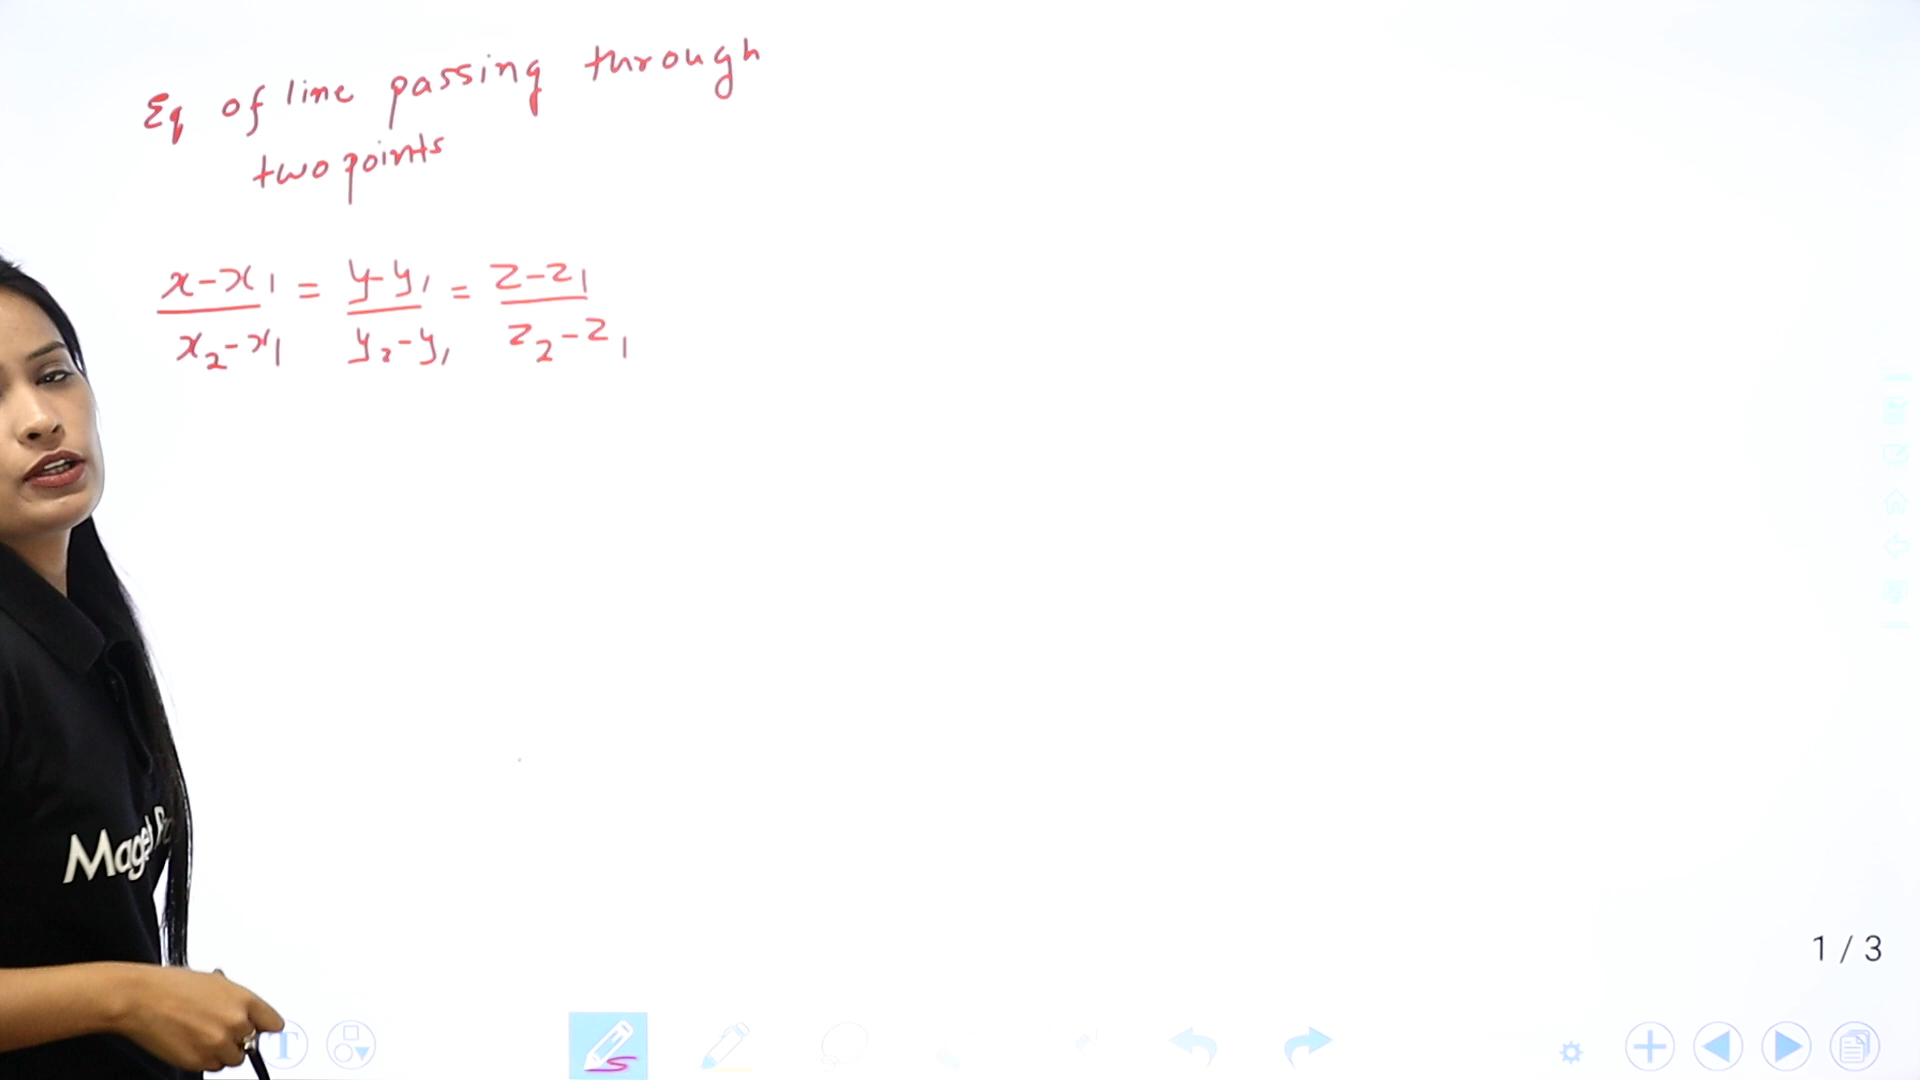 Eq of line passing through
two points
x-x1 = y-y1 = z-z1
x2-x1 y2-y1 z2-z1
1 / 3
T